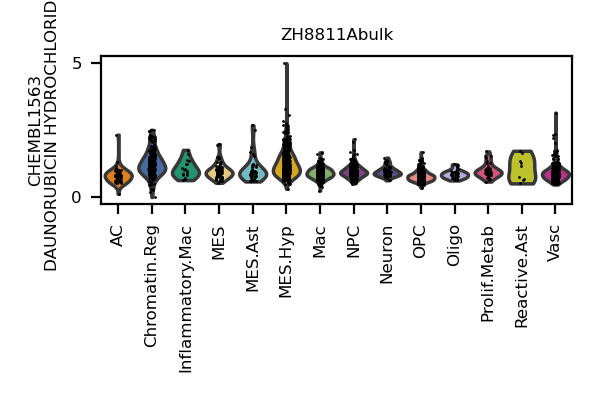 ZH8811Abulk
CHEMBL1563
DAUNORUBICIN HYDROCHLORID
5
0
AC
Chromatin.Reg
Inflammatory.Mac
MES
MES.Ast
MES.Hyp
Mac
NPC
Neuron
OPC
Oligo
Prolif.Metab
Reactive.Ast
Vasc